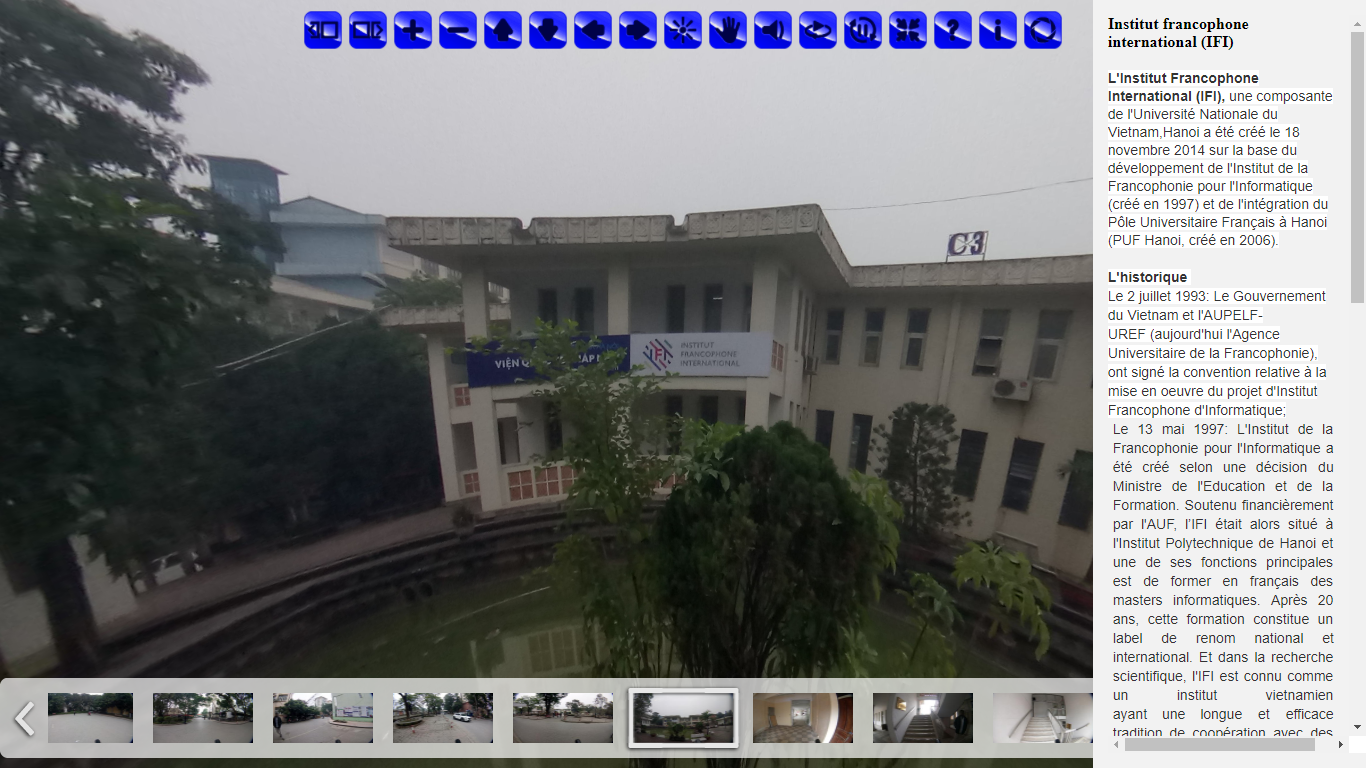 C3
VIỆN QU
IFI
INSTITUT
FRANCOPHONE
INTERNATIONAL
Institut francophone
international (IFI)
L'Institut Francophone
International (IFI), une composante
de l'Université Nationale du
Vietnam,Hanoi a été créé le 18
novembre 2014 sur la base du
développement de l'Institut de la
Francophonie pour l'Informatique
(créé en 1997) et de l'intégration du
Pôle Universitaire Français à Hanoi
(PUF Hanoi, créé en 2006).
L'historique
Le 2 juillet 1993: Le Gouvernement
du Vietnam et l'AUPELF-
UREF (aujourd'hui l'Agence
Universitaire de la Francophonie),
ont signé la convention relative à la
mise en oeuvre du projet d'Institut
Francophone d'Informatique;
Le 13 mai 1997: L'Institut de la
Francophonie pour l'Informatique a
été créé selon une décision du
Ministre de l'Education et de la
Formation. Soutenu financièrement
par l'AUF, l'IFI était alors situé à
l'Institut Polytechnique de Hanoi et
une de ses fonctions principales
est de former en français des
masters informatiques. Après 20
ans, cette formation constitue un
label de renom national et
international. Et dans la recherche
scientifique, l'IFI est connu comme
un institut vietnamien
ayant une longue et efficace
tradition de coopération avec des